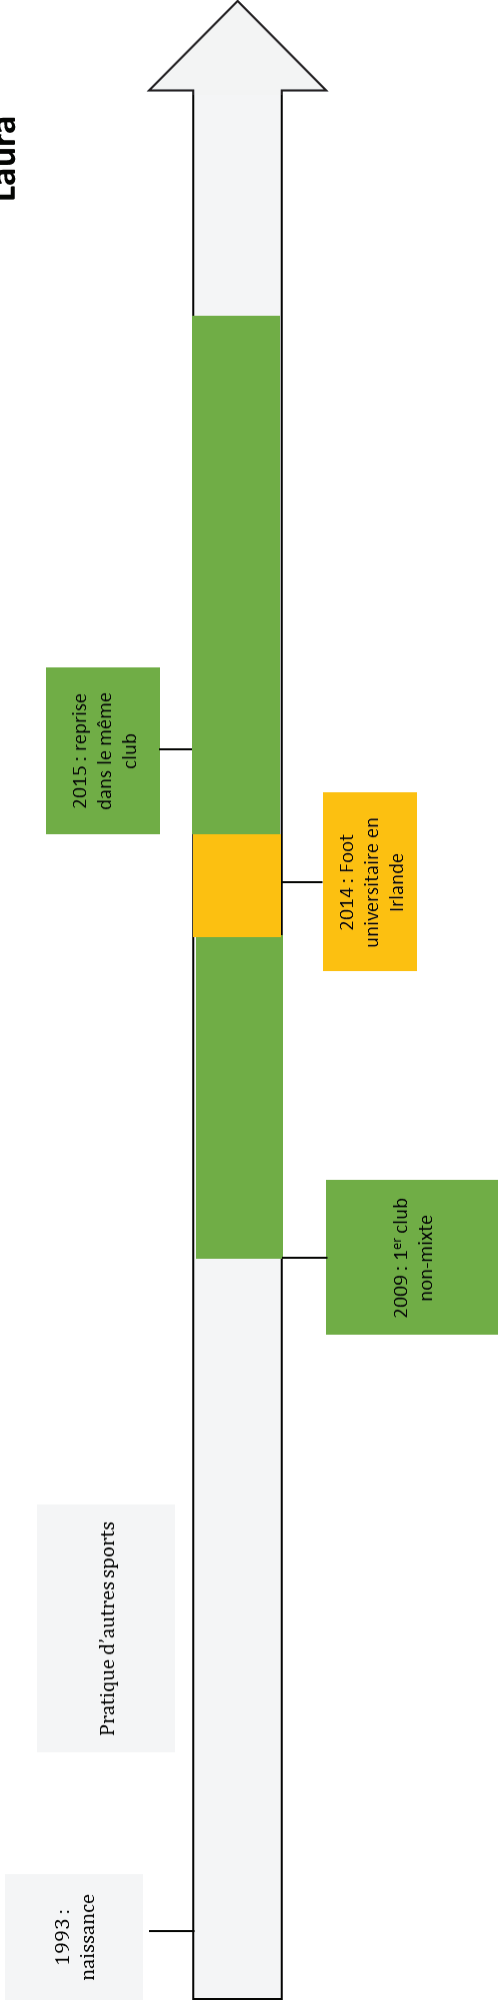 Laura
1993 :
naissance
Pratique d’autres sports
2009 : 1er club
non-mixte
2014 : Foot
universitaire en
Irlande
2015 : reprise
dans le même
club